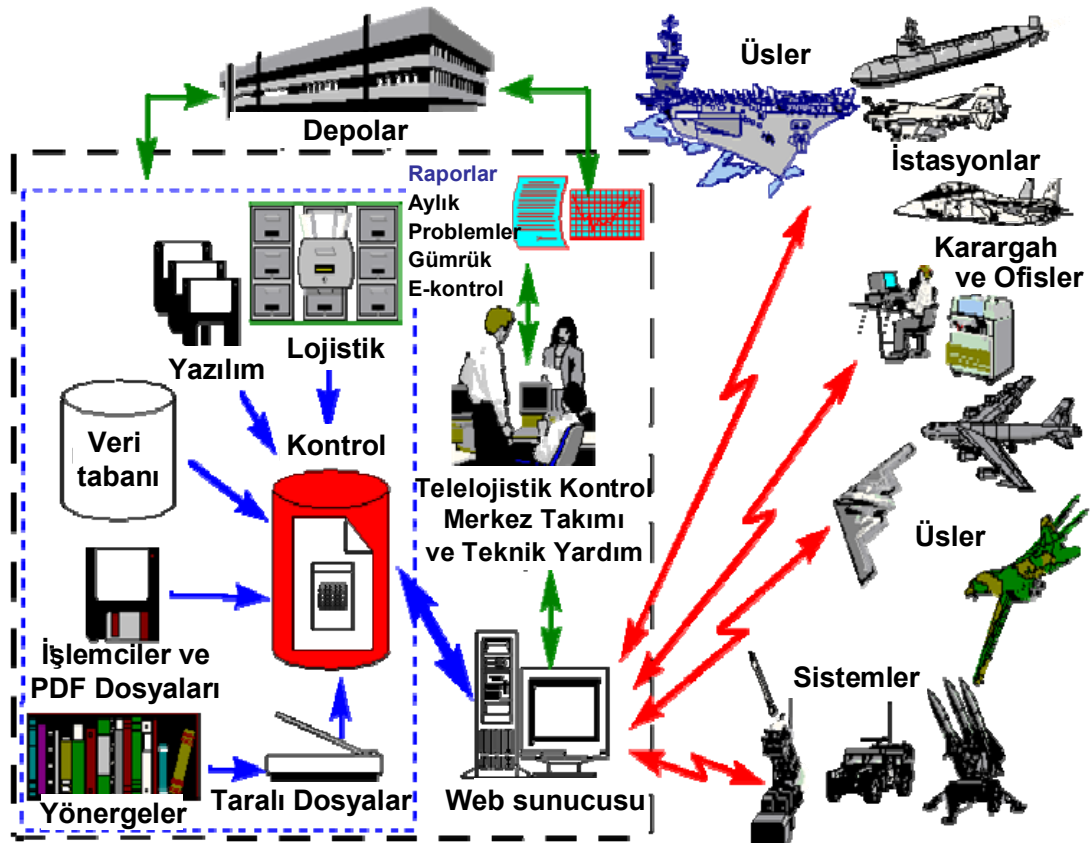 Depolar
Üsler
İstasyonlar
Karargah
ve Ofisler
Raporlar
Aylık
Problemler
Gümrük
E-kontrol
Yazılım
Lojistik
Veri
tabanı
Kontrol
Telelojistik Kontrol
Merkez Takımı
ve Teknik Yardım
Üsler
İşlemciler ve
PDF Dosyaları
Sistemler
Yönergeler
Taralı Dosyalar
Web sunucusu